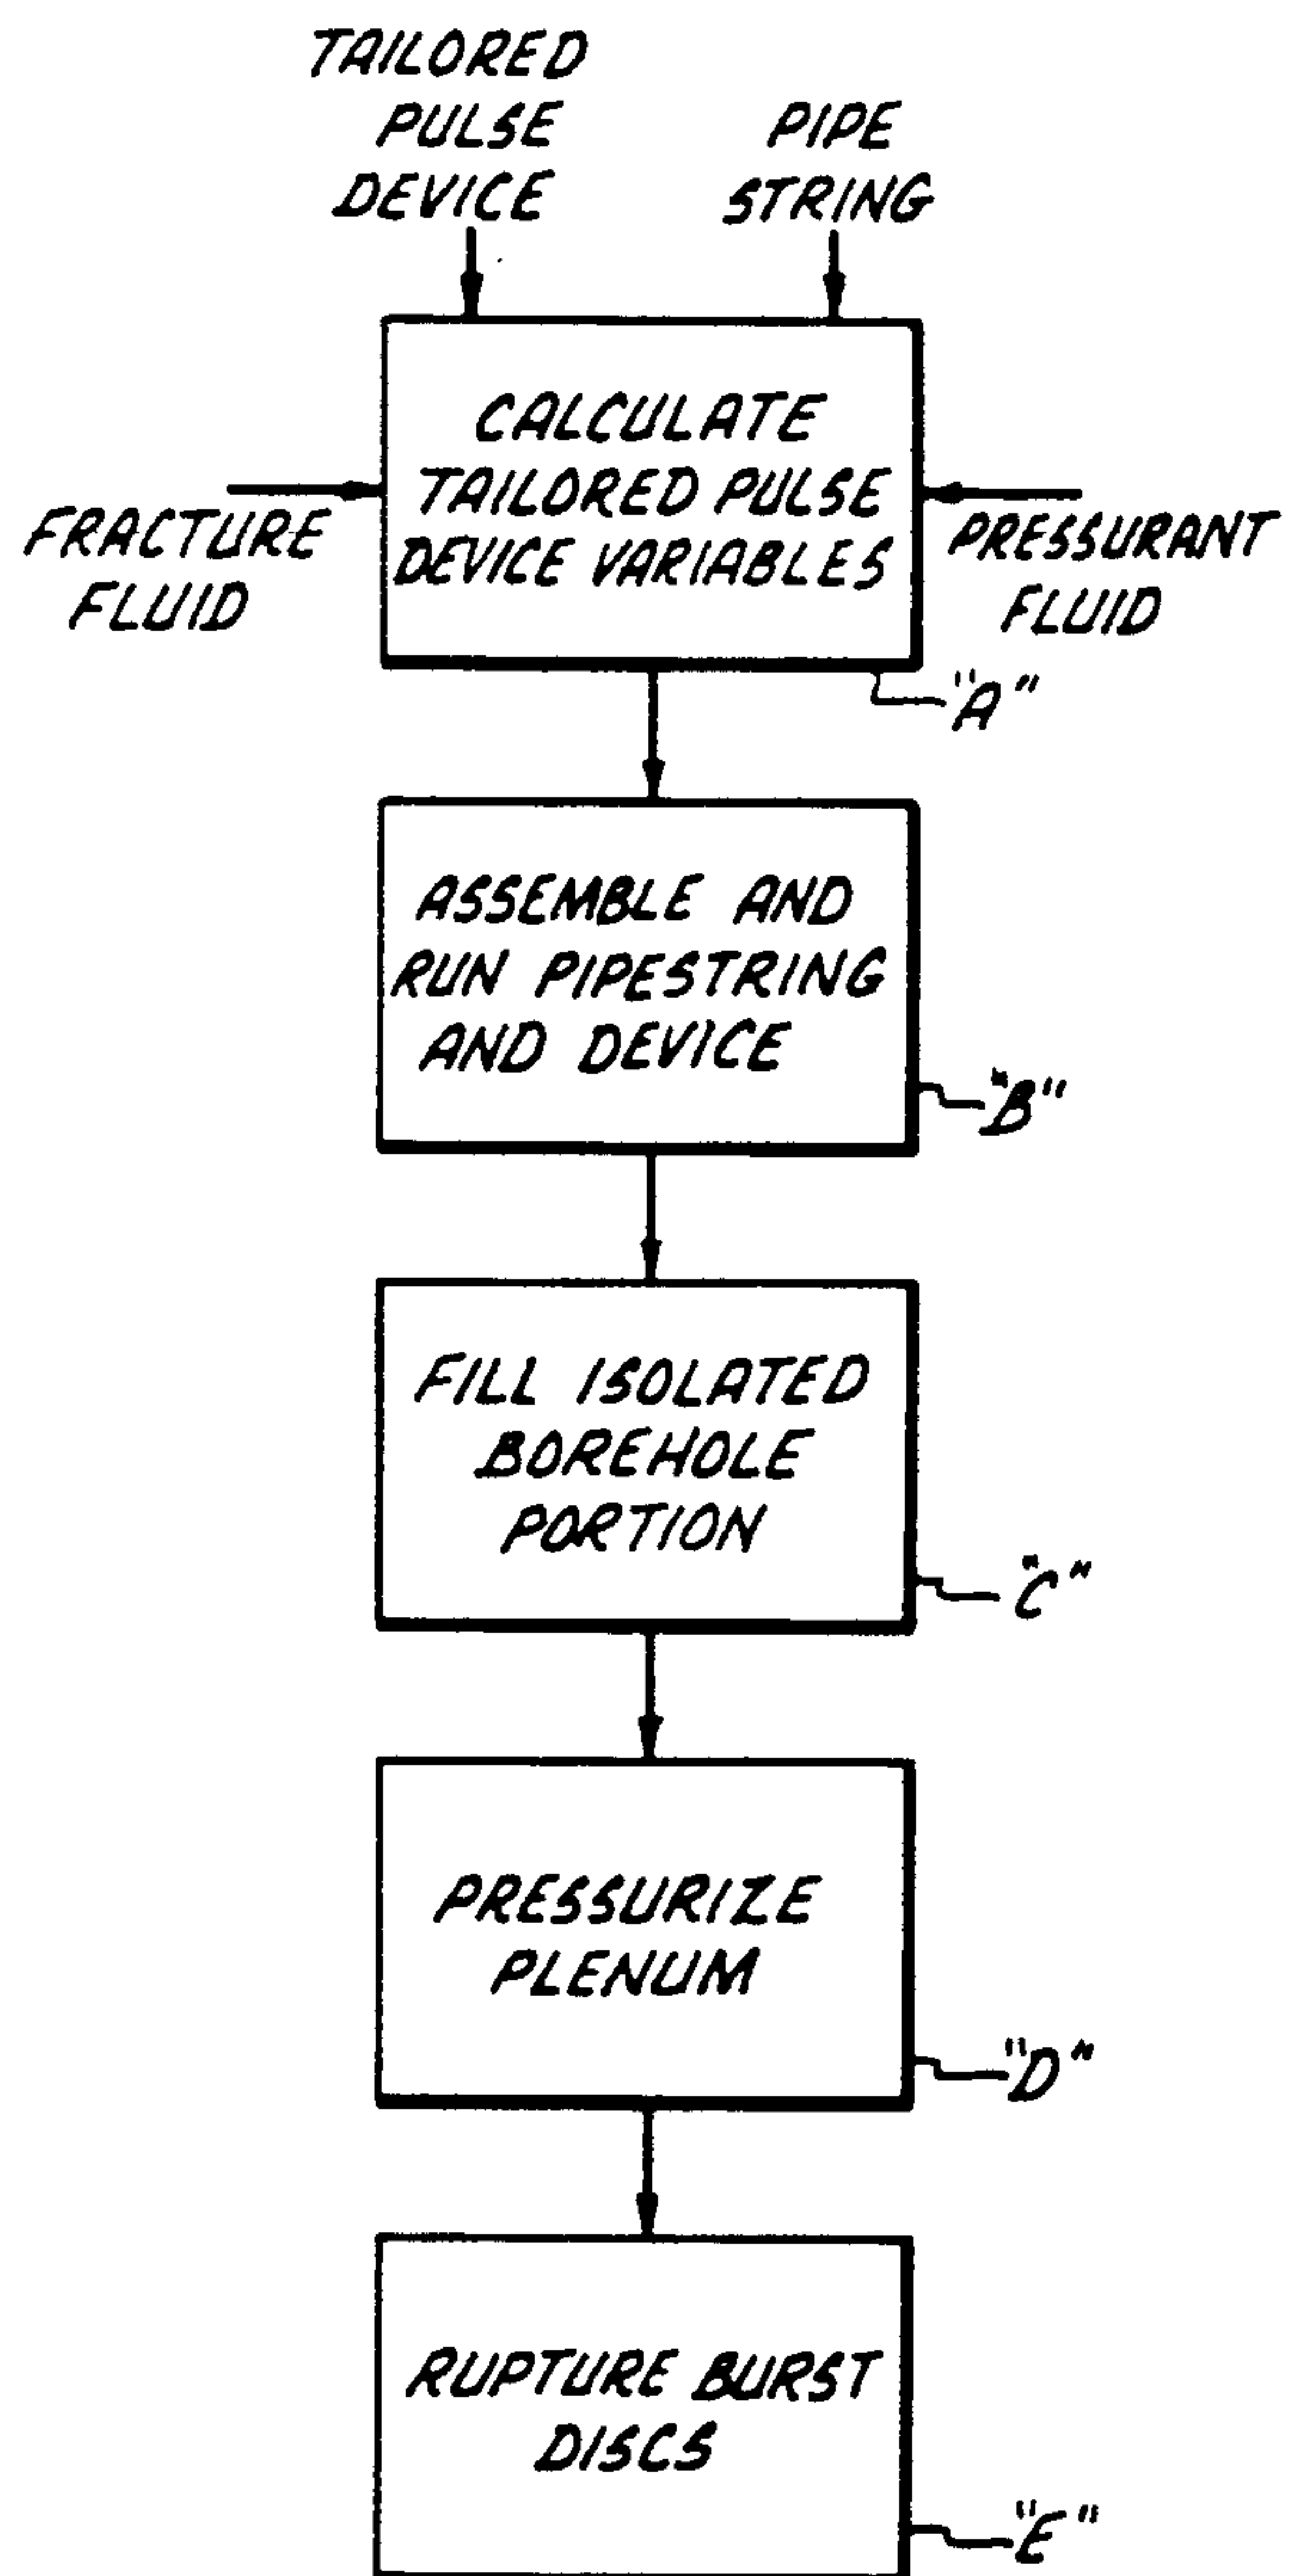 TAILORED
PULSE
DEVICE
PIPE
STRING
CALCULATE
TAILORED PULSE
DEVICE VARIABLES
FRACTURE
FLUID
PRESSURANT
FLUID
"A"
ASSEMBLE AND
RUN PIPESTRING
AND DEVICE
"B"
FILL ISOLATED
BOREHOLE
PORTION
"C"
PRESSURIZE
PLENUM
"D"
RUPTURE BURST
DISCS
"E"